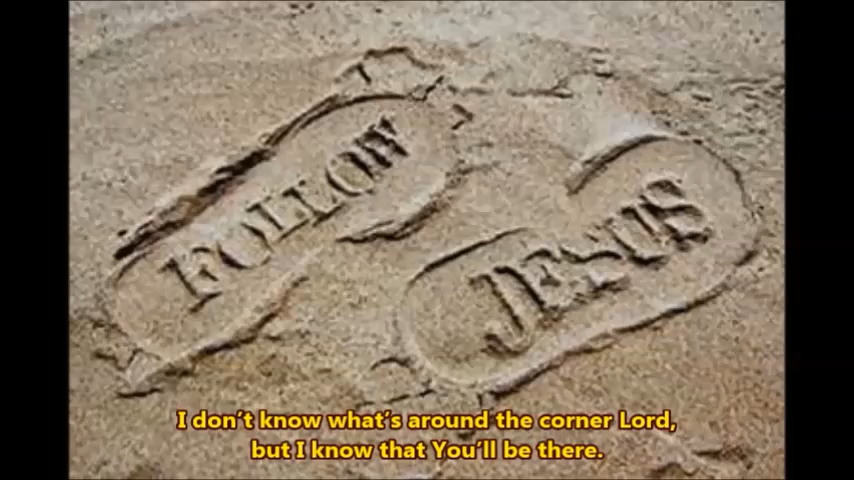 FOLLOW
JESUS
I don't know what's around the corner Lord,
but I know that You'll be there.